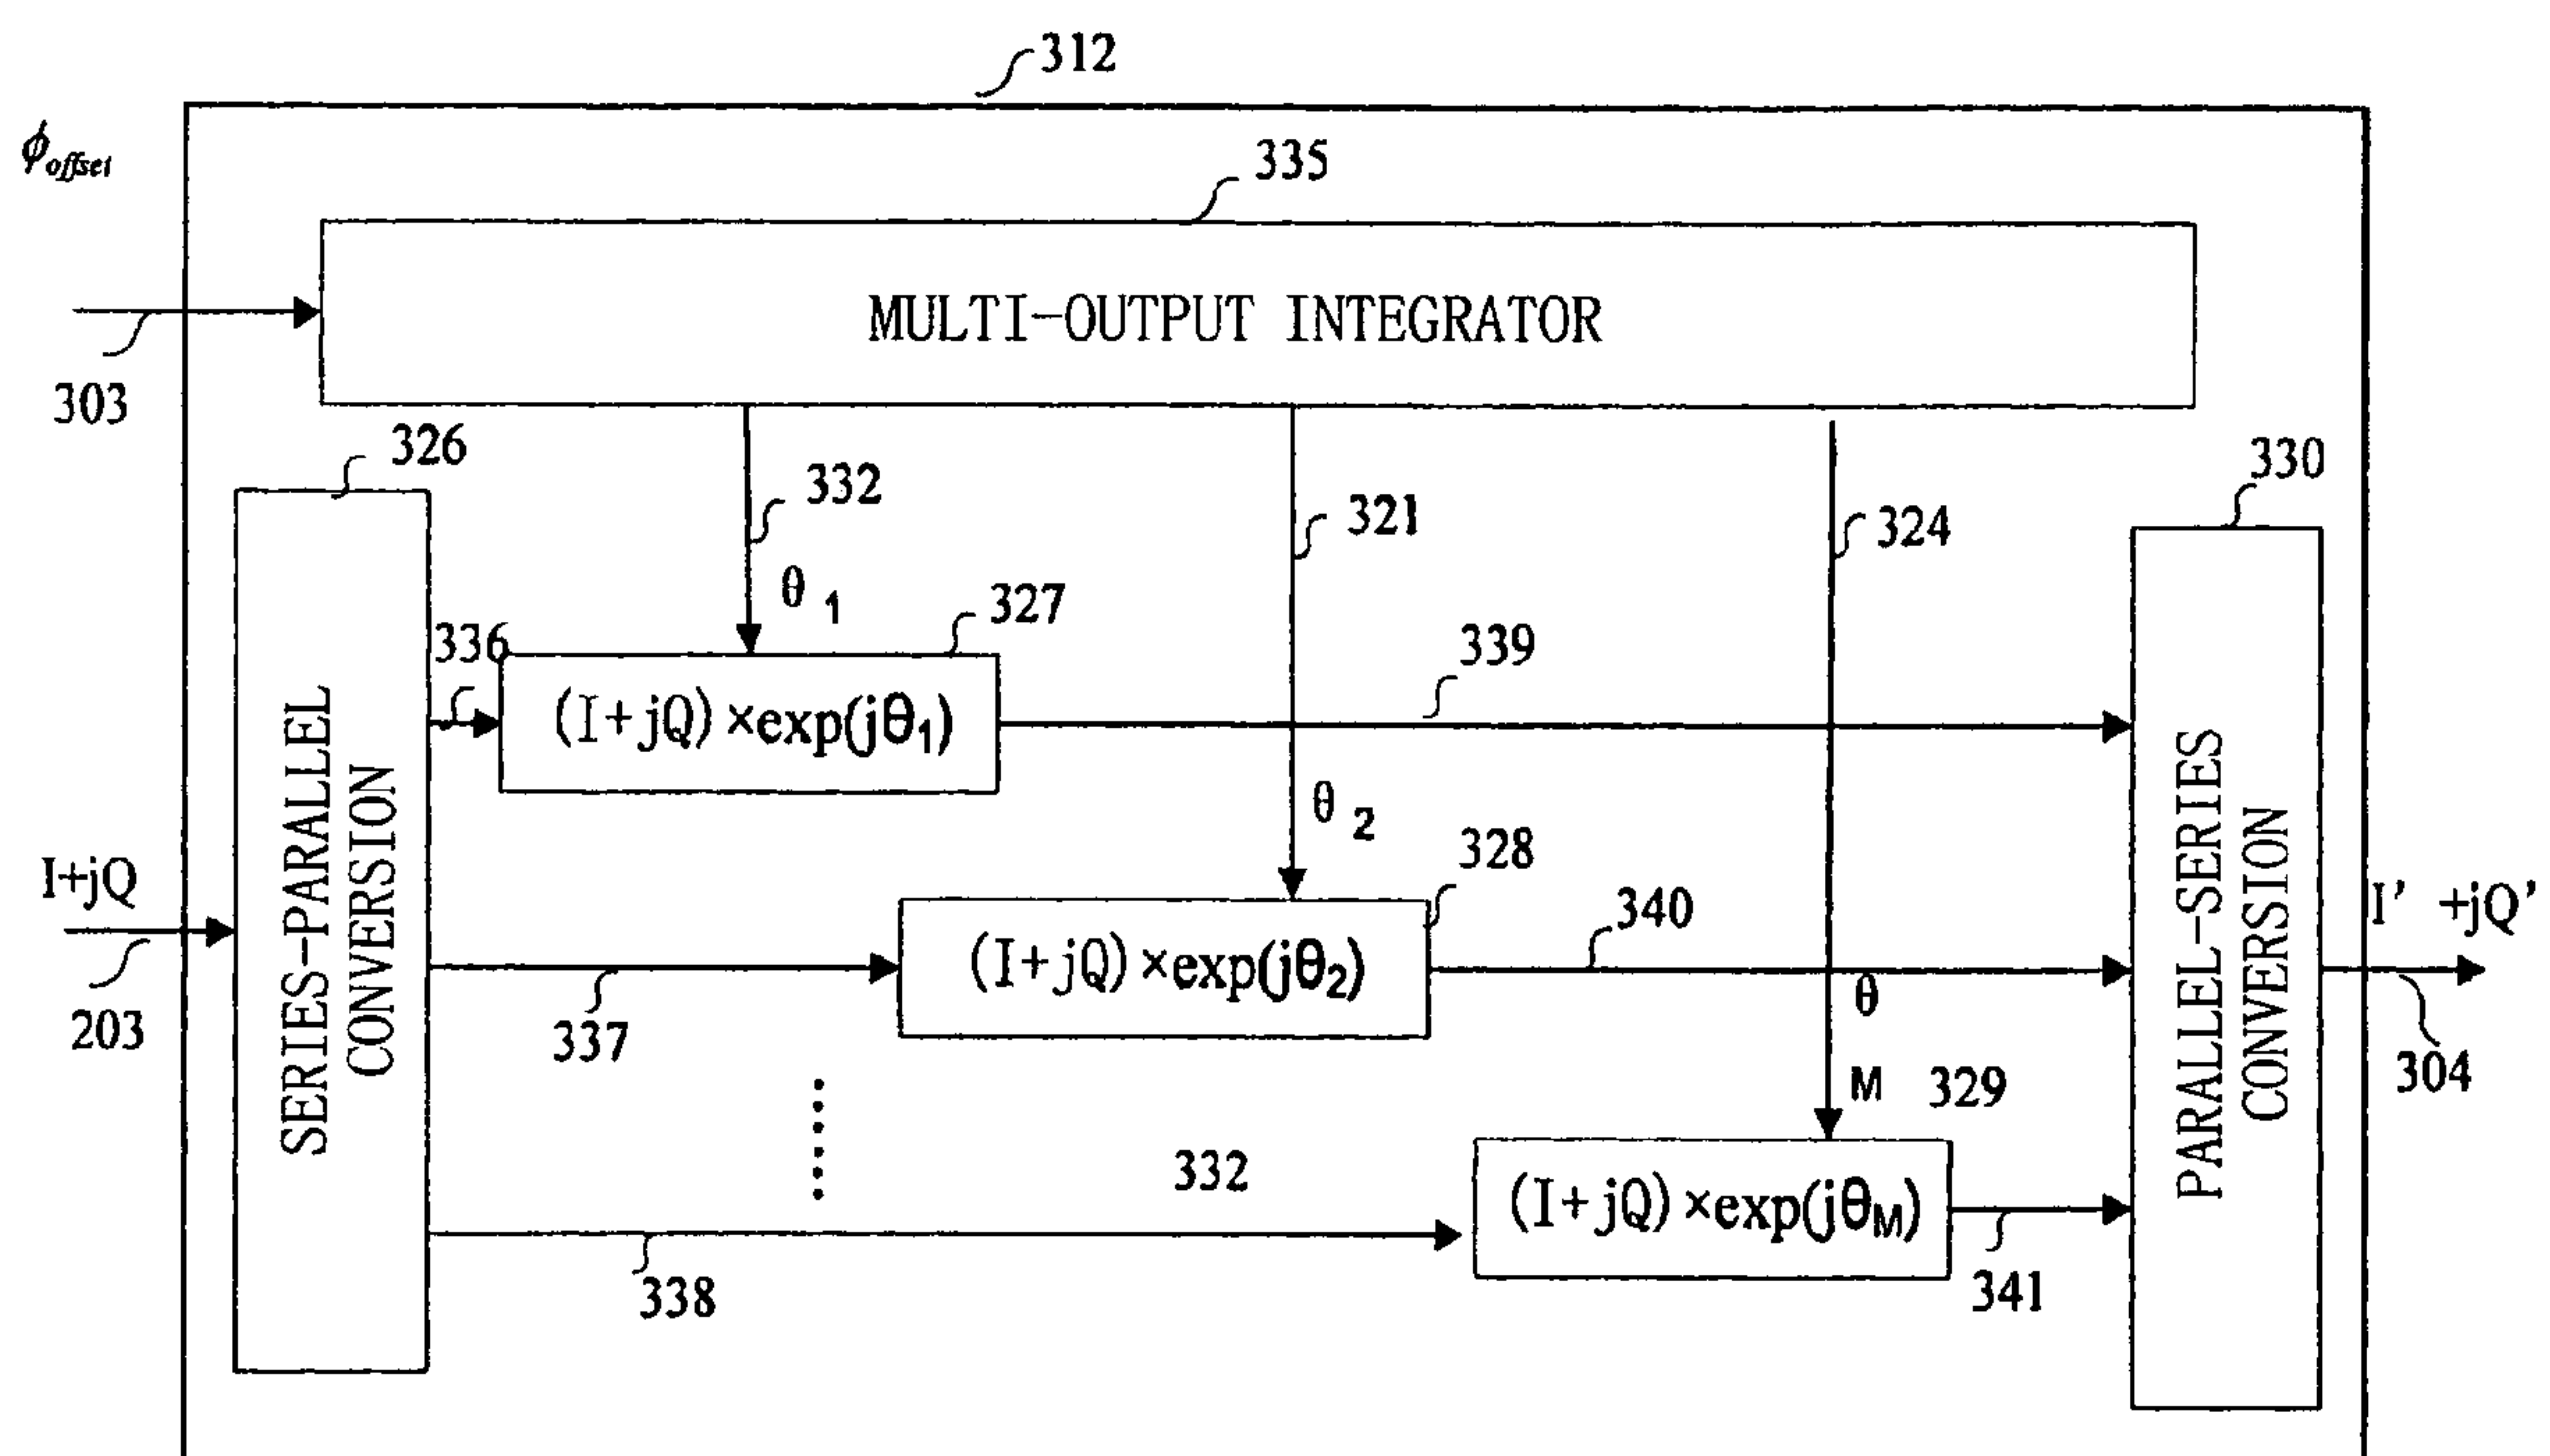 312
ϕoffset
335
MULTI-OUTPUT INTEGRATOR
303
326
332
321
324
330
θ 1
327
336
339
(I+jQ)×exp(jθ1)
SERIES-PARALLEL
CONVERSION
PARALLEL-SERIES
CONVERSION
θ 2
328
I+jQ
203
340
I' +jQ'
(I+jQ)×exp(jθ2)
θ
M
337
304
329
332
(I+jQ)×exp(jθM)
338
341